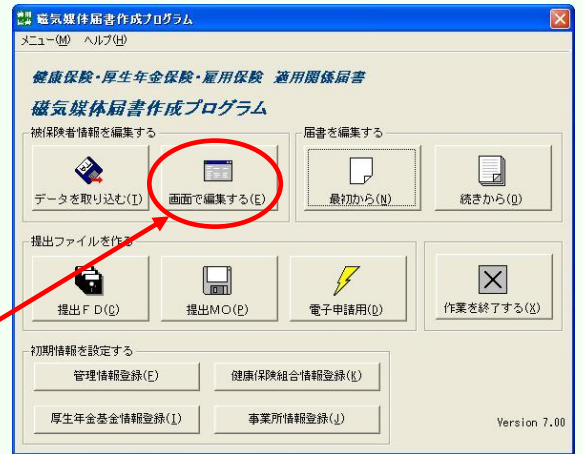 磁気媒体届書作成プログラム
メニュー(M) ヘルプ(H)
健康保険・厚生年金保険・雇用保険 適用関係届書
磁気媒体届書作成プログラム
被保険者情報を編集する
届書を編集する
データを取り込む(I)
画面で編集する(E)
最初から(N)
続きから(O)
提出ファイルを作る
提出ＦＤ(C)
提出MO(P)
電子申請用(D)
作業を終了する(X)
初期情報を設定する
管理情報登録(F)
健康保険組合情報登録(K)
厚生年金基金情報登録(I)
事業所情報登録(J)
Version 7.00